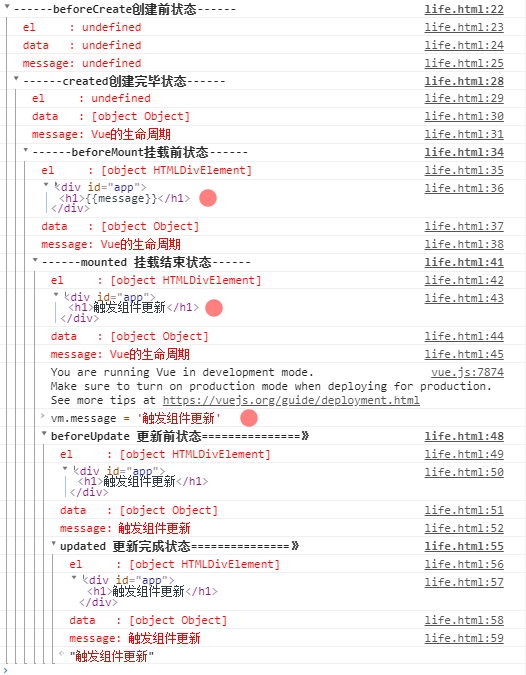 ------beforeCreate创建前状态------ life.html:22
el : undefined life.html:23
data : undefined life.html:24
message: undefined life.html:25
------created创建完毕状态------ life.html:28
el : undefined life.html:29
data : [object Object] life.html:30
message: Vue的生命周期 life.html:31
------beforeMount挂载前状态------ life.html:34
el : [object HTMLDivElement] life.html:35
<div id="app"> life.html:36
<h1>{{message}}</h1>
</div>
data : [object Object] life.html:37
message: Vue的生命周期 life.html:38
------mounted 挂载结束状态------ life.html:41
el : [object HTMLDivElement] life.html:42
<div id="app"> life.html:43
<h1>触发组件更新</h1>
</div>
data : [object Object] life.html:44
message: Vue的生命周期 life.html:45
You are running Vue in development mode. vue.js:7874
Make sure to turn on production mode when deploying for production.
See more tips at https://vuejs.org/guide/deployment.html
vm.message = '触发组件更新'
beforeUpdate 更新前状态===============》 life.html:48
el : [object HTMLDivElement] life.html:49
<div id="app"> life.html:50
<h1>触发组件更新</h1>
</div>
data : [object Object] life.html:51
message: 触发组件更新 life.html:52
updated 更新完成状态===============》 life.html:55
el : [object HTMLDivElement] life.html:56
<div id="app"> life.html:57
<h1>触发组件更新</h1>
</div>
data : [object Object] life.html:58
message: 触发组件更新 life.html:59
"触发组件更新"